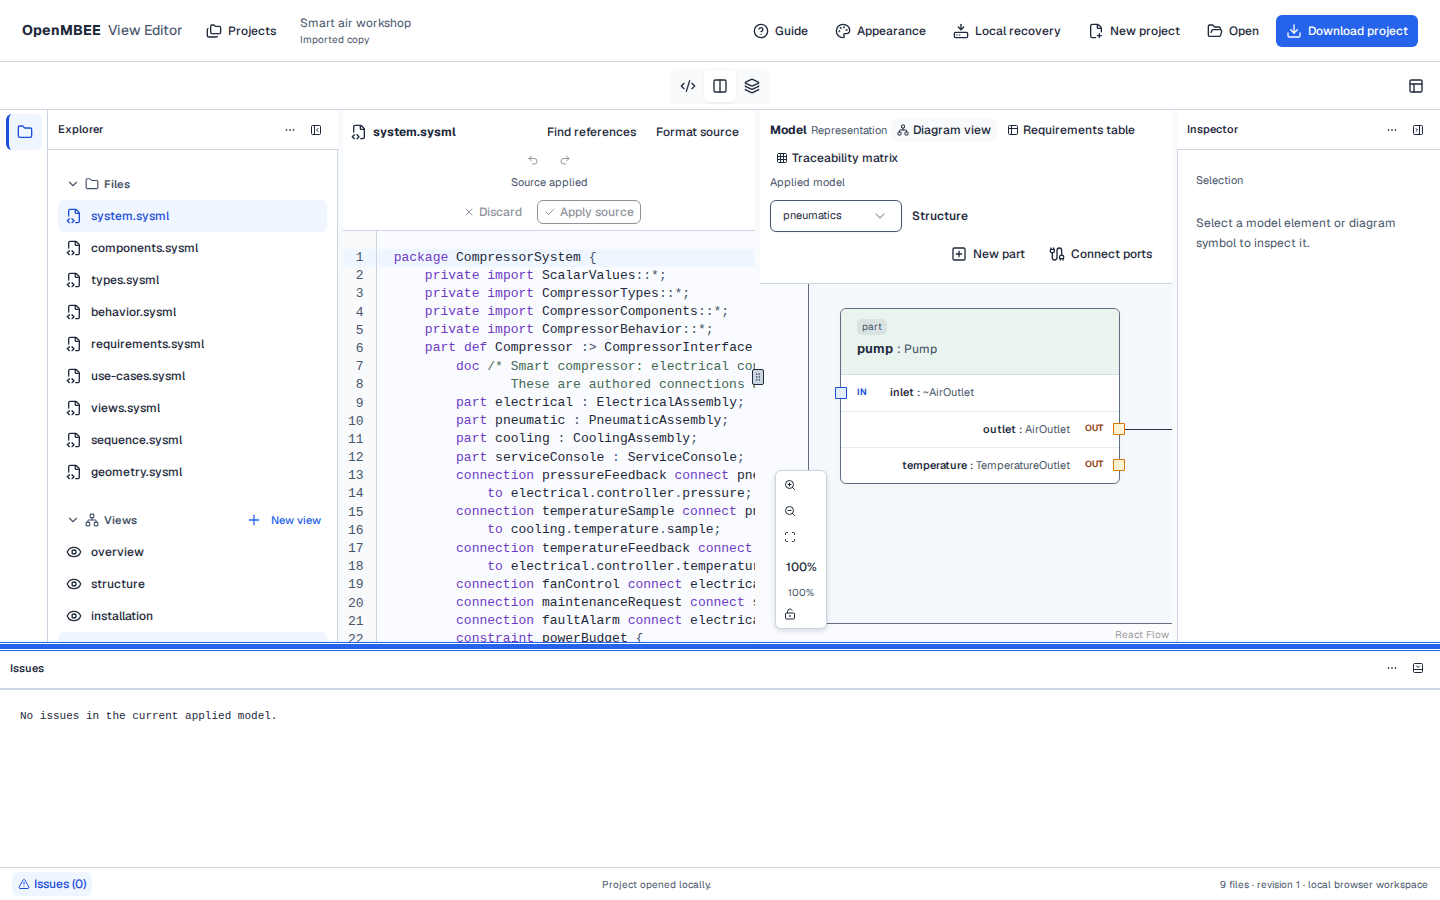 OpenMBEE View Editor
Projects
Smart air workshop
Imported copy
Guide
Appearance
Local recovery
New project
Open
Download project
Explorer
Files
system.sysml
components.sysml
types.sysml
behavior.sysml
requirements.sysml
use-cases.sysml
views.sysml
sequence.sysml
geometry.sysml
Views
New view
overview
structure
installation
system.sysml
Find references
Format source
Source applied
Discard
Apply source
1 package CompressorSystem {
2 private import ScalarValues::*;
3 private import CompressorTypes::*;
4 private import CompressorComponents::*;
5 private import CompressorBehavior::*;
6 part def Compressor :> CompressorInterface
7 doc /* Smart compressor: electrical co
8 These are authored connections
9 part electrical : ElectricalAssembly;
10 part pneumatic : PneumaticAssembly;
11 part cooling : CoolingAssembly;
12 part serviceConsole : ServiceConsole;
13 connection pressureFeedback connect pne
14 to electrical.controller.pressure;
15 connection temperatureSample connect pn
16 to cooling.temperature.sample;
17 connection temperatureFeedback connect
18 to electrical.controller.temperatur
19 connection fanControl connect electrica
20 connection maintenanceRequest connect s
21 connection faultAlarm connect electrica
22 constraint powerBudget {
Model Representation
Diagram view
Requirements table
Traceability matrix
Applied model
pneumatics
Structure
New part
Connect ports
part
pump : Pump
IN inlet : ~AirOutlet
outlet : AirOutlet OUT
temperature : TemperatureOutlet OUT
100%
100%
React Flow
Inspector
Selection
Select a model element or diagram
symbol to inspect it.
Issues
No issues in the current applied model.
Issues (0)
Project opened locally.
9 files · revision 1 · local browser workspace